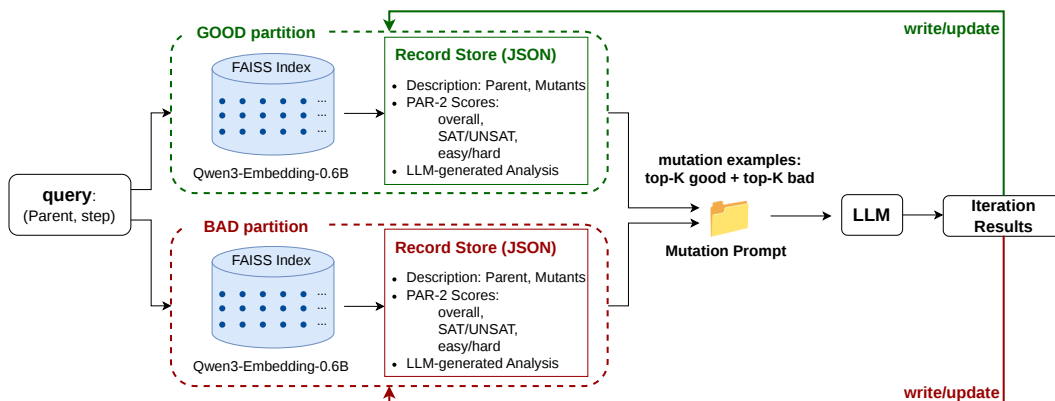 GOOD partition
write/update
FAISS Index
...
...
...
Qwen3-Embedding-0.6B
Record Store (JSON)
• Description: Parent, Mutants
• PAR-2 Scores:
overall,
SAT/UNSAT,
easy/hard
• LLM-generated Analysis
query:
(Parent, step)
mutation examples:
top-K good + top-K bad
Mutation Prompt
LLM
Iteration
Results
BAD partition
FAISS Index
...
...
...
Qwen3-Embedding-0.6B
Record Store (JSON)
• Description: Parent, Mutants
• PAR-2 Scores:
overall,
SAT/UNSAT,
easy/hard
• LLM-generated Analysis
write/update